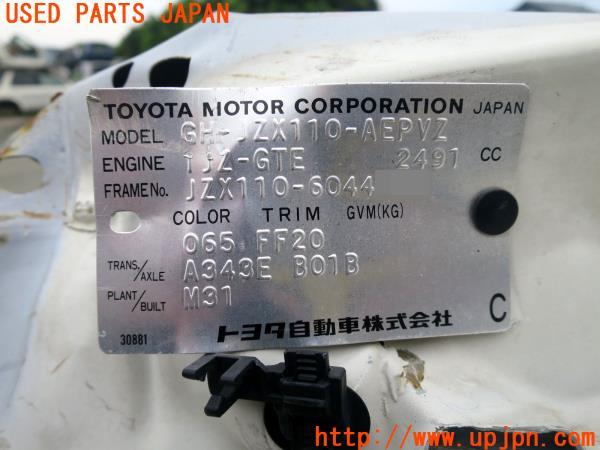 USED PARTS JAPAN
TOYOTA MOTOR CORPORATION JAPAN
MODEL GH-JZX110-AEPVZ
ENGINE 1JZ-GTE 2491 CC
FRAME No. JZX110-6044
COLOR TRIM GVM(KG)
065 FF20
TRANS./AXLE A343E B01B
PLANT/BUILT M31
C
30881 トヨタ自動車株式会社
http://www.upjpn.com